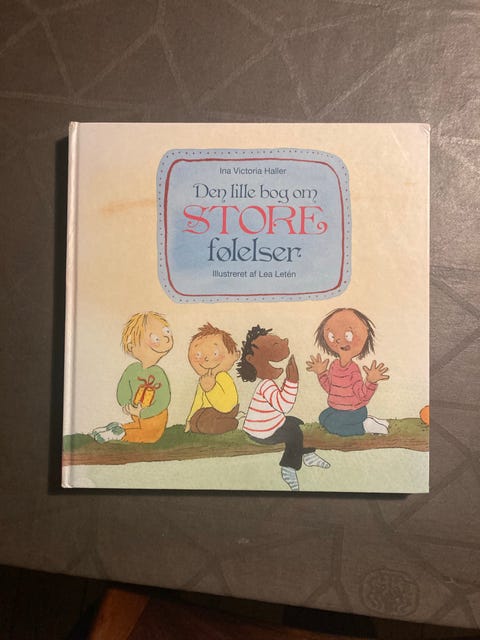 Ina Victoria Haller
Den lille bog om
STORE
følelser
Illustreret af Lea Letén